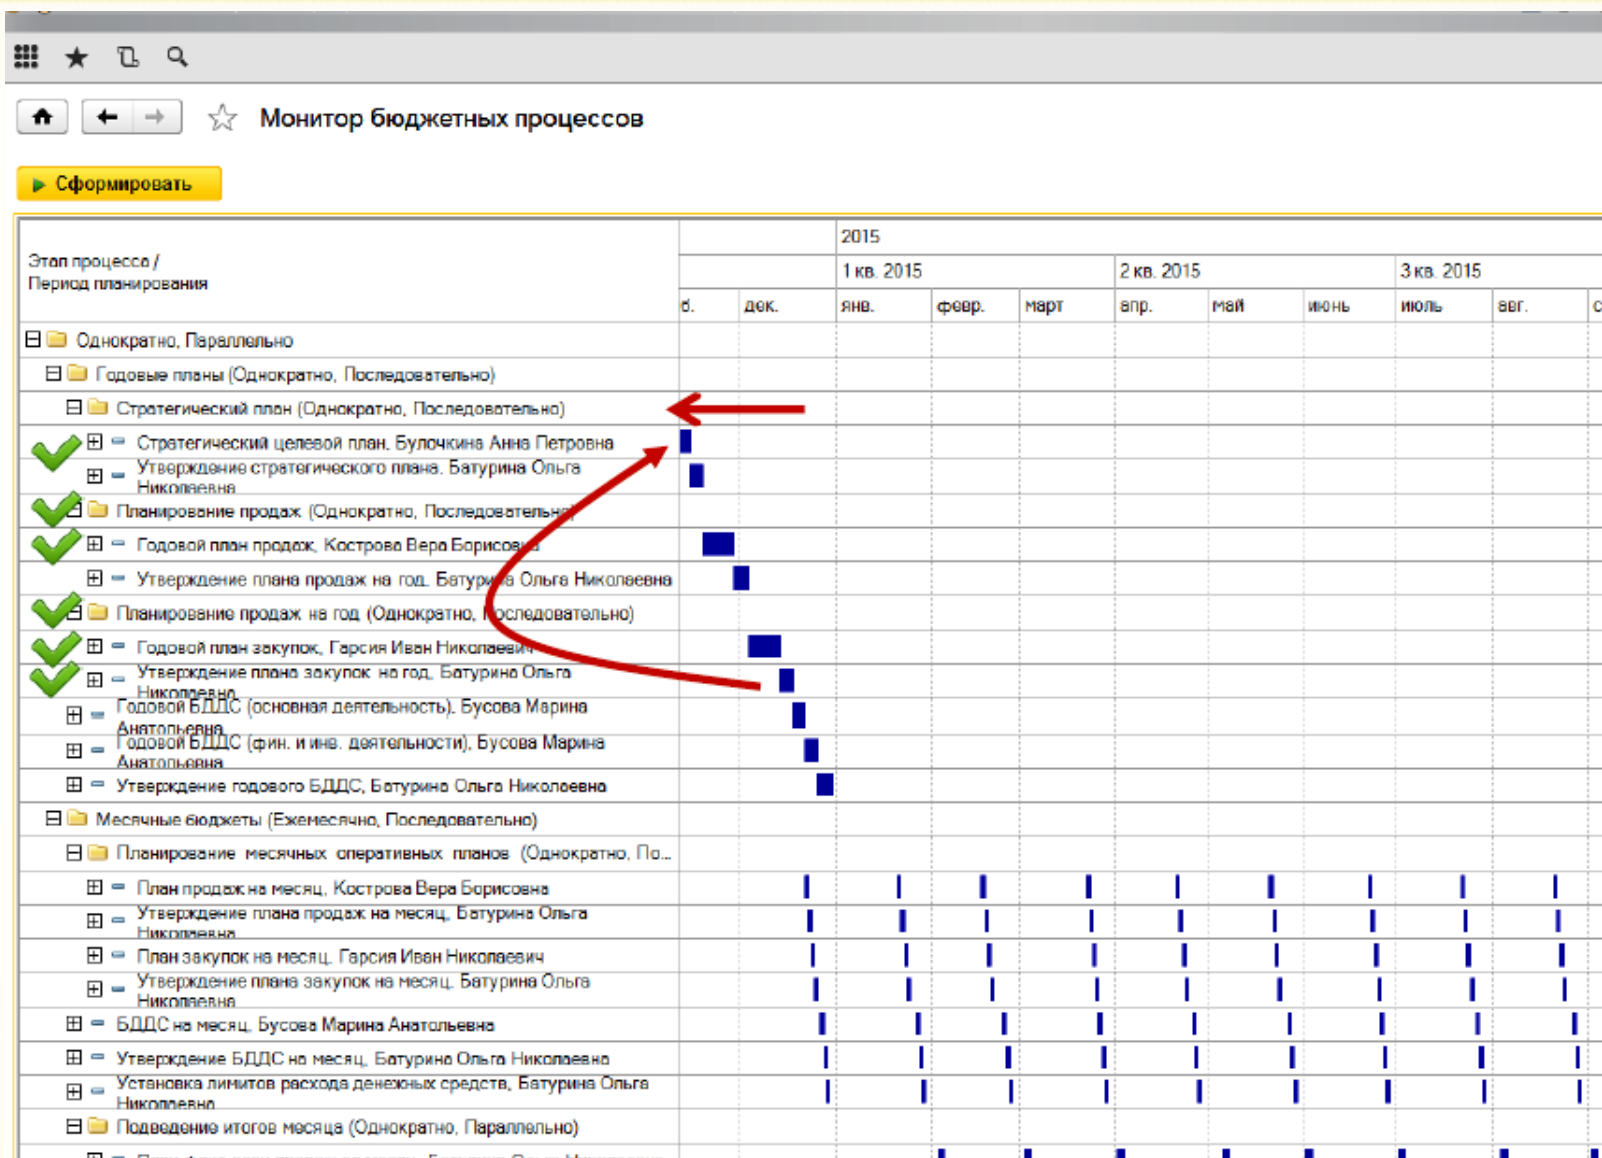 Монитор бюджетных процессов
Сформировать
Этап процесса /
Период планирования
2015
1 кв. 2015
2 кв. 2015
3 кв. 2015
б.
дек.
янв.
февр.
март
апр.
май
июнь
июль
авг.
с
Однократно, Параллельно
Годовые планы (Однократно, Последовательно)
Стратегический план (Однократно, Последовательно)
Стратегический целевой план, Булочкина Анна Петровна
Утверждение стратегического плана, Батурина Ольга
Николаевна
Планирование продаж (Однократно, Последовательно)
Годовой план продаж, Кострова Вера Борисовна
Утверждение плана продаж на год, Батурина Ольга Николаевна
Планирование продаж на год (Однократно, Последовательно)
Годовой план закупок, Гарсия Иван Николаевич
Утверждение плана закупок на год, Батурина Ольга
Николаевна
Годовой БДДС (основная деятельность), Бусова Марина
Анатольевна
Годовой БДДС (фин. и инв. деятельности), Бусова Марина
Анатольевна
Утверждение годового БДДС, Батурина Ольга Николаевна
Месячные бюджеты (Ежемесячно, Последовательно)
Планирование месячных оперативных планов (Однократно, По...
План продаж на месяц, Кострова Вера Борисовна
Утверждение плана продаж на месяц, Батурина Ольга
Николаевна
План закупок на месяц, Гарсия Иван Николаевич
Утверждение плана закупок на месяц, Батурина Ольга
Николаевна
БДДС на месяц, Бусова Марина Анатольевна
Утверждение БДДС на месяц, Батурина Ольга Николаевна
Установка лимитов расхода денежных средств, Батурина Ольга
Николаевна
Подведение итогов месяца (Однократно, Параллельно)